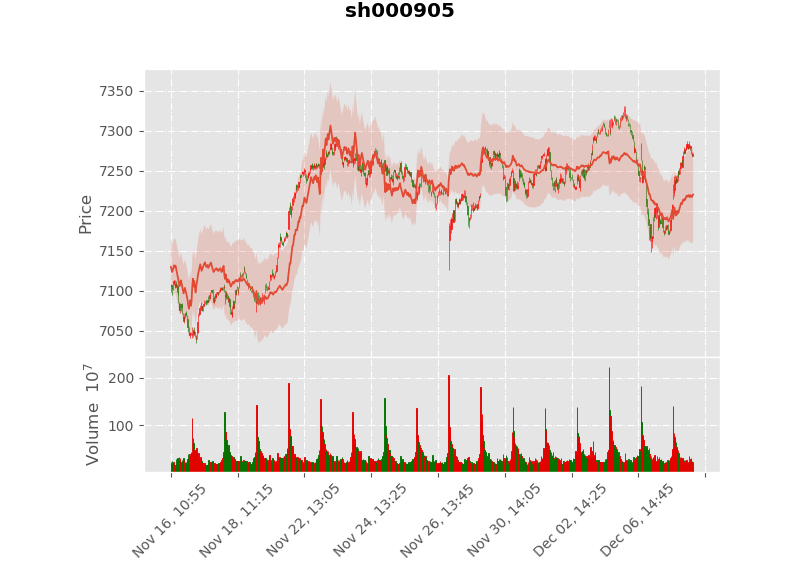 sh000905
Price
7350
7300
7250
7200
7150
7100
7050
Volume 10^7
200
100
Nov 16, 10:55
Nov 18, 11:15
Nov 22, 13:05
Nov 24, 13:25
Nov 26, 13:45
Nov 30, 14:05
Dec 02, 14:25
Dec 06, 14:45